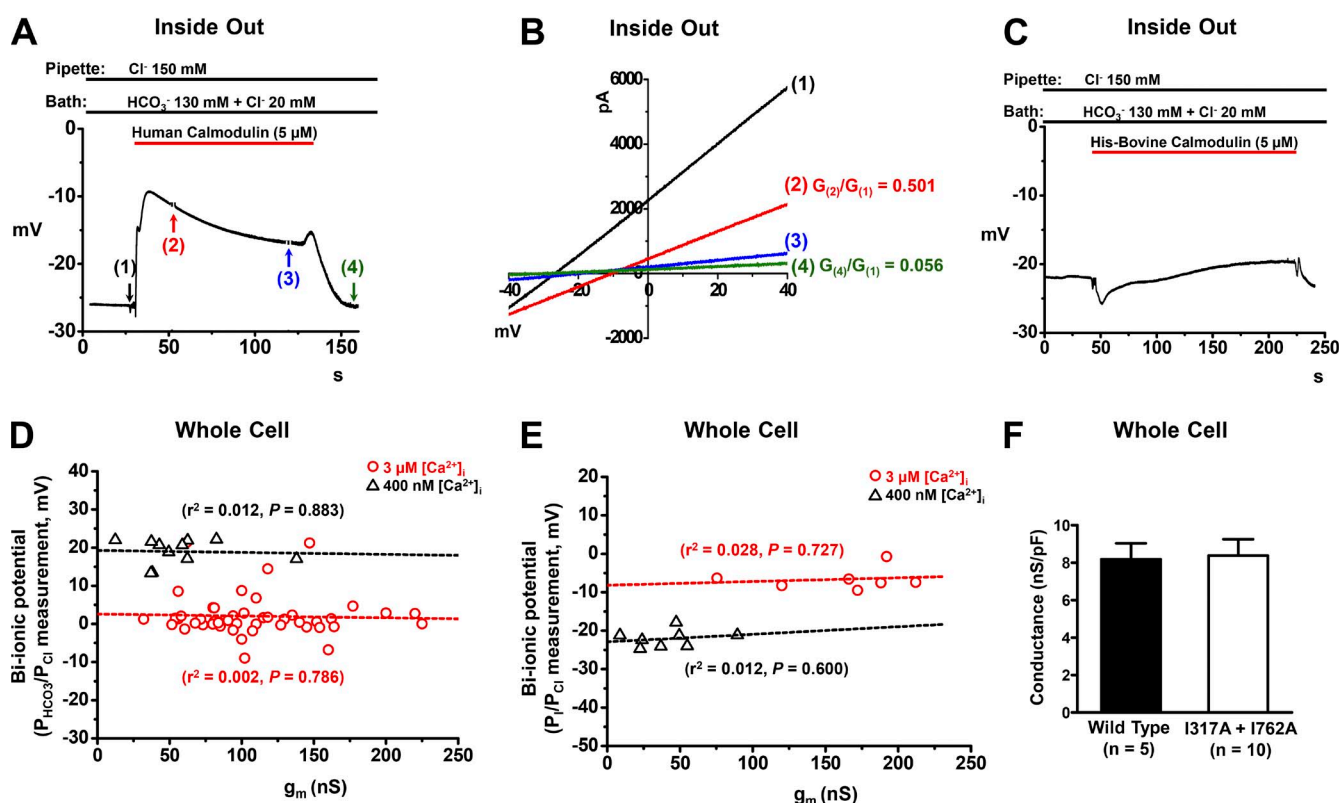 A
Inside Out
Pipette: Cl⁻ 150 mM
Bath: HCO₃⁻ 130 mM + Cl⁻ 20 mM
Human Calmodulin (5 µM)
0
-10
-20
-30
mV
(1)
(2)
(3)
(4)
0 50 100 150
s
B
Inside Out
6000
4000
2000
-2000
pA
-40 -20 0 20 40
mV
(1)
(2) G₍₂₎/G₍₁₎ = 0.501
(3)
(4) G₍₄₎/G₍₁₎ = 0.056
C
Inside Out
Pipette: Cl⁻ 150 mM
Bath: HCO₃⁻ 130 mM + Cl⁻ 20 mM
His-Bovine Calmodulin (5 µM)
0
-10
-20
-30
mV
0 50 100 150 200 250
s
D
Whole Cell
3 µM [Ca²⁺]ᵢ
400 nM [Ca²⁺]ᵢ
(r² = 0.012, P = 0.883)
(r² = 0.002, P = 0.786)
40
30
20
10
0
-10
-20
-30
Bi-ionic potential
(P_HCO3/P_Cl measurement, mV)
0 50 100 150 200 250
gₘ (nS)
E
Whole Cell
3 µM [Ca²⁺]ᵢ
400 nM [Ca²⁺]ᵢ
(r² = 0.028, P = 0.727)
(r² = 0.012, P = 0.600)
20
10
0
-10
-20
-30
-40
-50
Bi-ionic potential
(P_I/P_Cl measurement, mV)
0 50 100 150 200 250
gₘ (nS)
F
Whole Cell
10
8
6
4
2
0
Conductance (nS/pF)
Wild Type
(n = 5)
I317A + I762A
(n = 10)